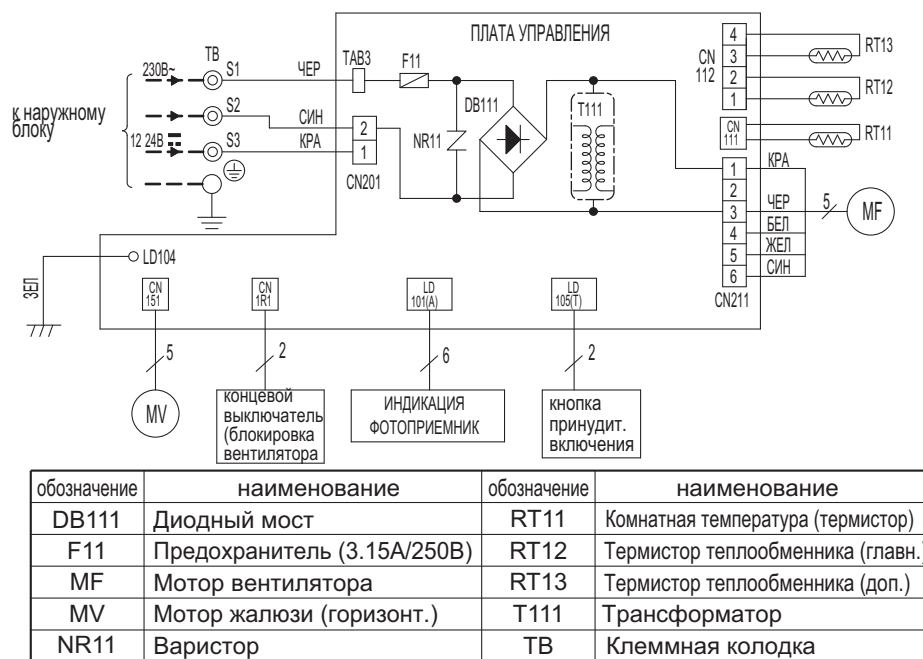 ПЛАТА УПРАВЛЕНИЯ
к наружному
блоку
230В~
12 24В
ТВ
S1
S2
S3
ЧЕР
СИН
КРА
ТАВ3
F11
2
1
CN201
NR11
DB111
T111
CN
112
4
3
2
1
RT13
RT12
CN
111
RT11
1
2
3
4
5
6
CN211
КРА
ЧЕР
БЕЛ
ЖЕЛ
СИН
5
MF
ЗЕЛ
LD104
CN
151
CN
1R1
LD
101(A)
LD
105(T)
5
2
6
2
MV
концевой
выключатель
(блокировка
вентилятора
ИНДИКАЦИЯ
ФОТОПРИЕМНИК
кнопка
принудит.
включения
обозначение наименование обозначение наименование
DB111 Диодный мост RT11 Комнатная температура (термистор)
F11 Предохранитель (3.15А/250В) RT12 Термистор теплообменника (главн.)
MF Мотор вентилятора RT13 Термистор теплообменника (доп.)
MV Мотор жалюзи (горизонт.) T111 Трансформатор
NR11 Варистор ТВ Клеммная колодка